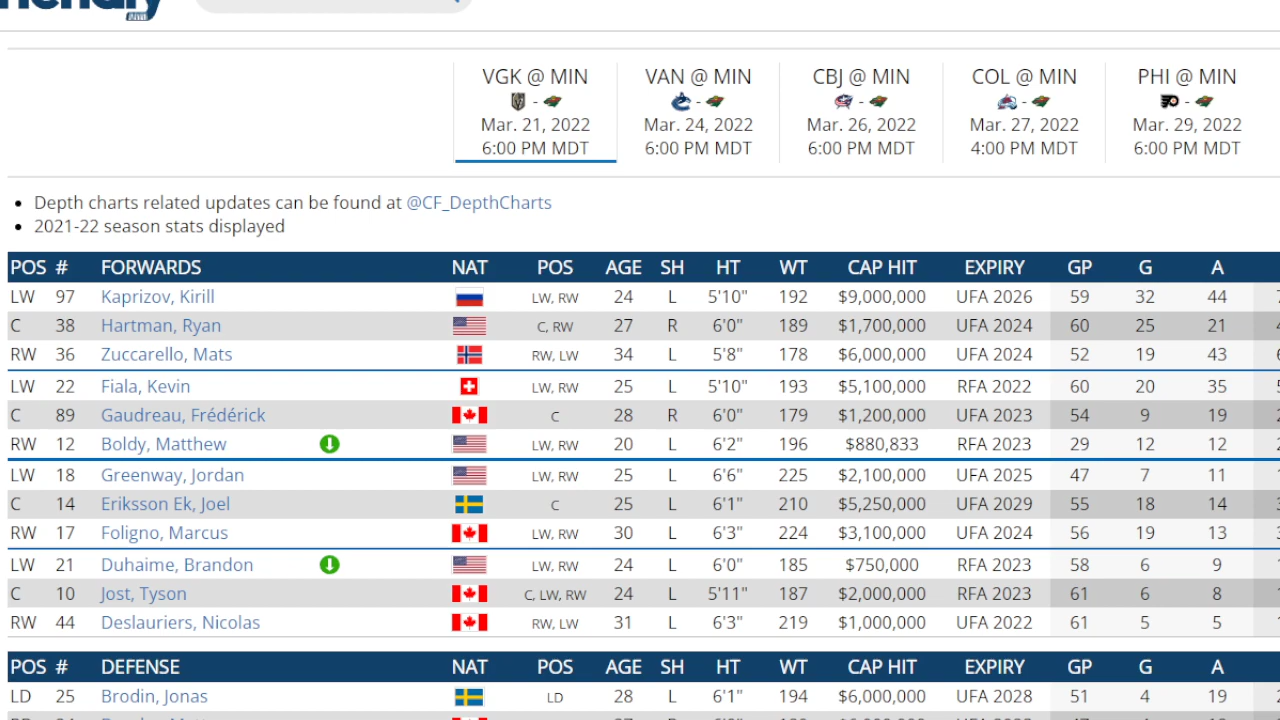 VGK @ MIN VAN @ MIN CBJ @ MIN COL @ MIN PHI @ MIN
- - - - -
Mar. 21, 2022 Mar. 24, 2022 Mar. 26, 2022 Mar. 27, 2022 Mar. 29, 2022
6:00 PM MDT 6:00 PM MDT 6:00 PM MDT 4:00 PM MDT 6:00 PM MDT
• Depth charts related updates can be found at @CF_DepthCharts
• 2021-22 season stats displayed
POS # FORWARDS NAT POS AGE SH HT WT CAP HIT EXPIRY GP G A
LW 97 Kaprizov, Kirill LW, RW 24 L 5'10" 192 $9,000,000 UFA 2026 59 32 44
C 38 Hartman, Ryan C, RW 27 R 6'0" 189 $1,700,000 UFA 2024 60 25 21
RW 36 Zuccarello, Mats RW, LW 34 L 5'8" 178 $6,000,000 UFA 2024 52 19 43
LW 22 Fiala, Kevin LW, RW 25 L 5'10" 193 $5,100,000 RFA 2022 60 20 35
C 89 Gaudreau, Frédérick C 28 R 6'0" 179 $1,200,000 UFA 2023 54 9 19
RW 12 Boldy, Matthew LW, RW 20 L 6'2" 196 $880,833 RFA 2023 29 12 12
LW 18 Greenway, Jordan LW, RW 25 L 6'6" 225 $2,100,000 UFA 2025 47 7 11
C 14 Eriksson Ek, Joel C 25 L 6'1" 210 $5,250,000 UFA 2029 55 18 14
RW 17 Foligno, Marcus LW, RW 30 L 6'3" 224 $3,100,000 UFA 2024 56 19 13
LW 21 Duhaime, Brandon LW, RW 24 L 6'0" 185 $750,000 RFA 2023 58 6 9
C 10 Jost, Tyson C, LW, RW 24 L 5'11" 187 $2,000,000 RFA 2023 61 6 8
RW 44 Deslauriers, Nicolas RW, LW 31 L 6'3" 219 $1,000,000 UFA 2022 61 5 5
POS # DEFENSE NAT POS AGE SH HT WT CAP HIT EXPIRY GP G A
LD 25 Brodin, Jonas LD 28 L 6'1" 194 $6,000,000 UFA 2028 51 4 19